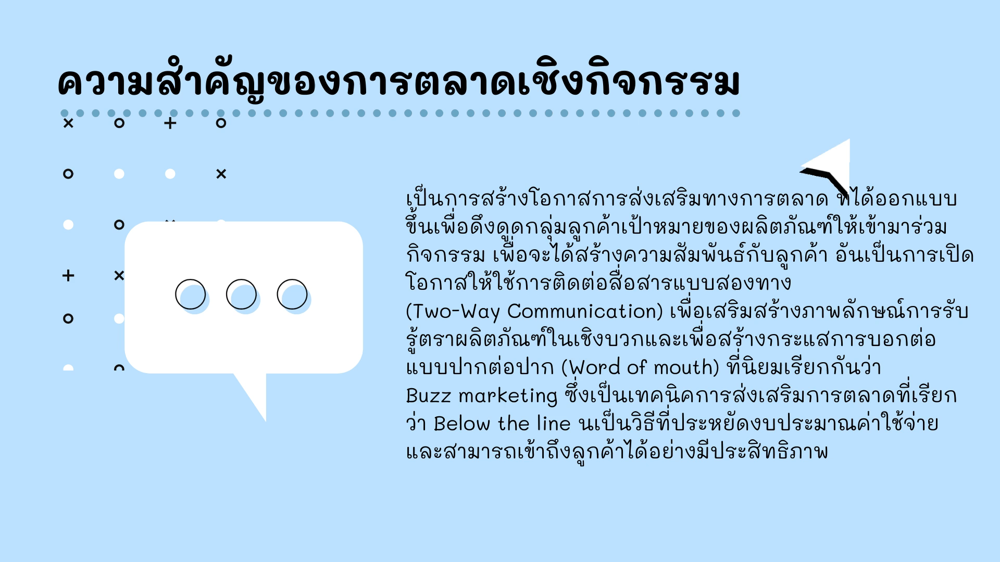 ความสำคัญของการตลาดเชิงกิจกรรม
เป็นการสร้างโอกาสการส่งเสริมทางการตลาด ที่ได้ออกแบบ
ขึ้นเพื่อดึงดูดกลุ่มลูกค้าเป้าหมายของผลิตภัณฑ์ให้เข้ามาร่วม
กิจกรรม เพื่อจะได้สร้างความสัมพันธ์กับลูกค้า อันเป็นการเปิด
โอกาสให้ใช้การติดต่อสื่อสารแบบสองทาง
(Two-Way Communication) เพื่อเสริมสร้างภาพลักษณ์การรับ
รู้ตราผลิตภัณฑ์ในเชิงบวกและเพื่อสร้างกระแสการบอกต่อ
แบบปากต่อปาก (Word of mouth) ที่นิยมเรียกกันว่า
Buzz marketing ซึ่งเป็นเทคนิคการส่งเสริมการตลาดที่เรียก
ว่า Below the line นเป็นวิธีที่ประหยัดงบประมาณค่าใช้จ่าย
และสามารถเข้าถึงลูกค้าได้อย่างมีประสิทธิภาพ